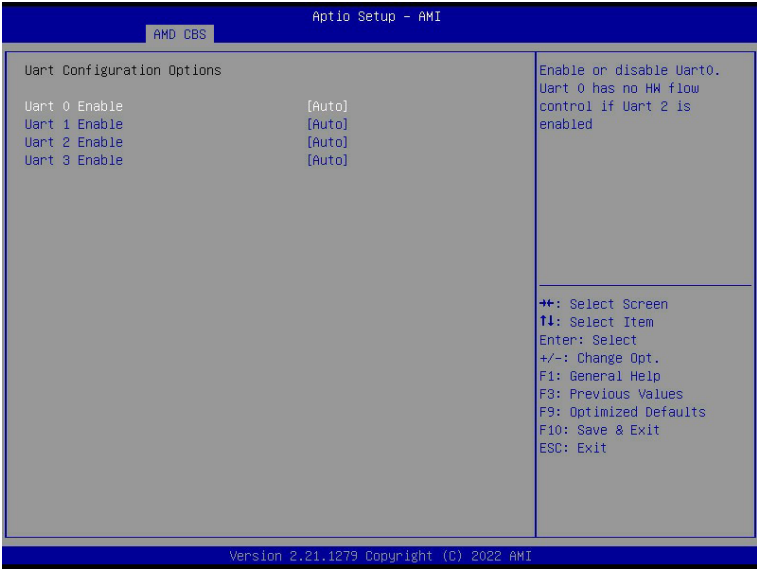 Aptio Setup – AMI
AMD CBS
Uart Configuration Options
Uart 0 Enable [Auto]
Uart 1 Enable [Auto]
Uart 2 Enable [Auto]
Uart 3 Enable [Auto]
Enable or disable Uart0.
Uart 0 has no HW flow
control if Uart 2 is
enabled
→←: Select Screen
↑↓: Select Item
Enter: Select
+/-: Change Opt.
F1: General Help
F3: Previous Values
F9: Optimized Defaults
F10: Save & Exit
ESC: Exit
Version 2.21.1279 Copyright (C) 2022 AMI